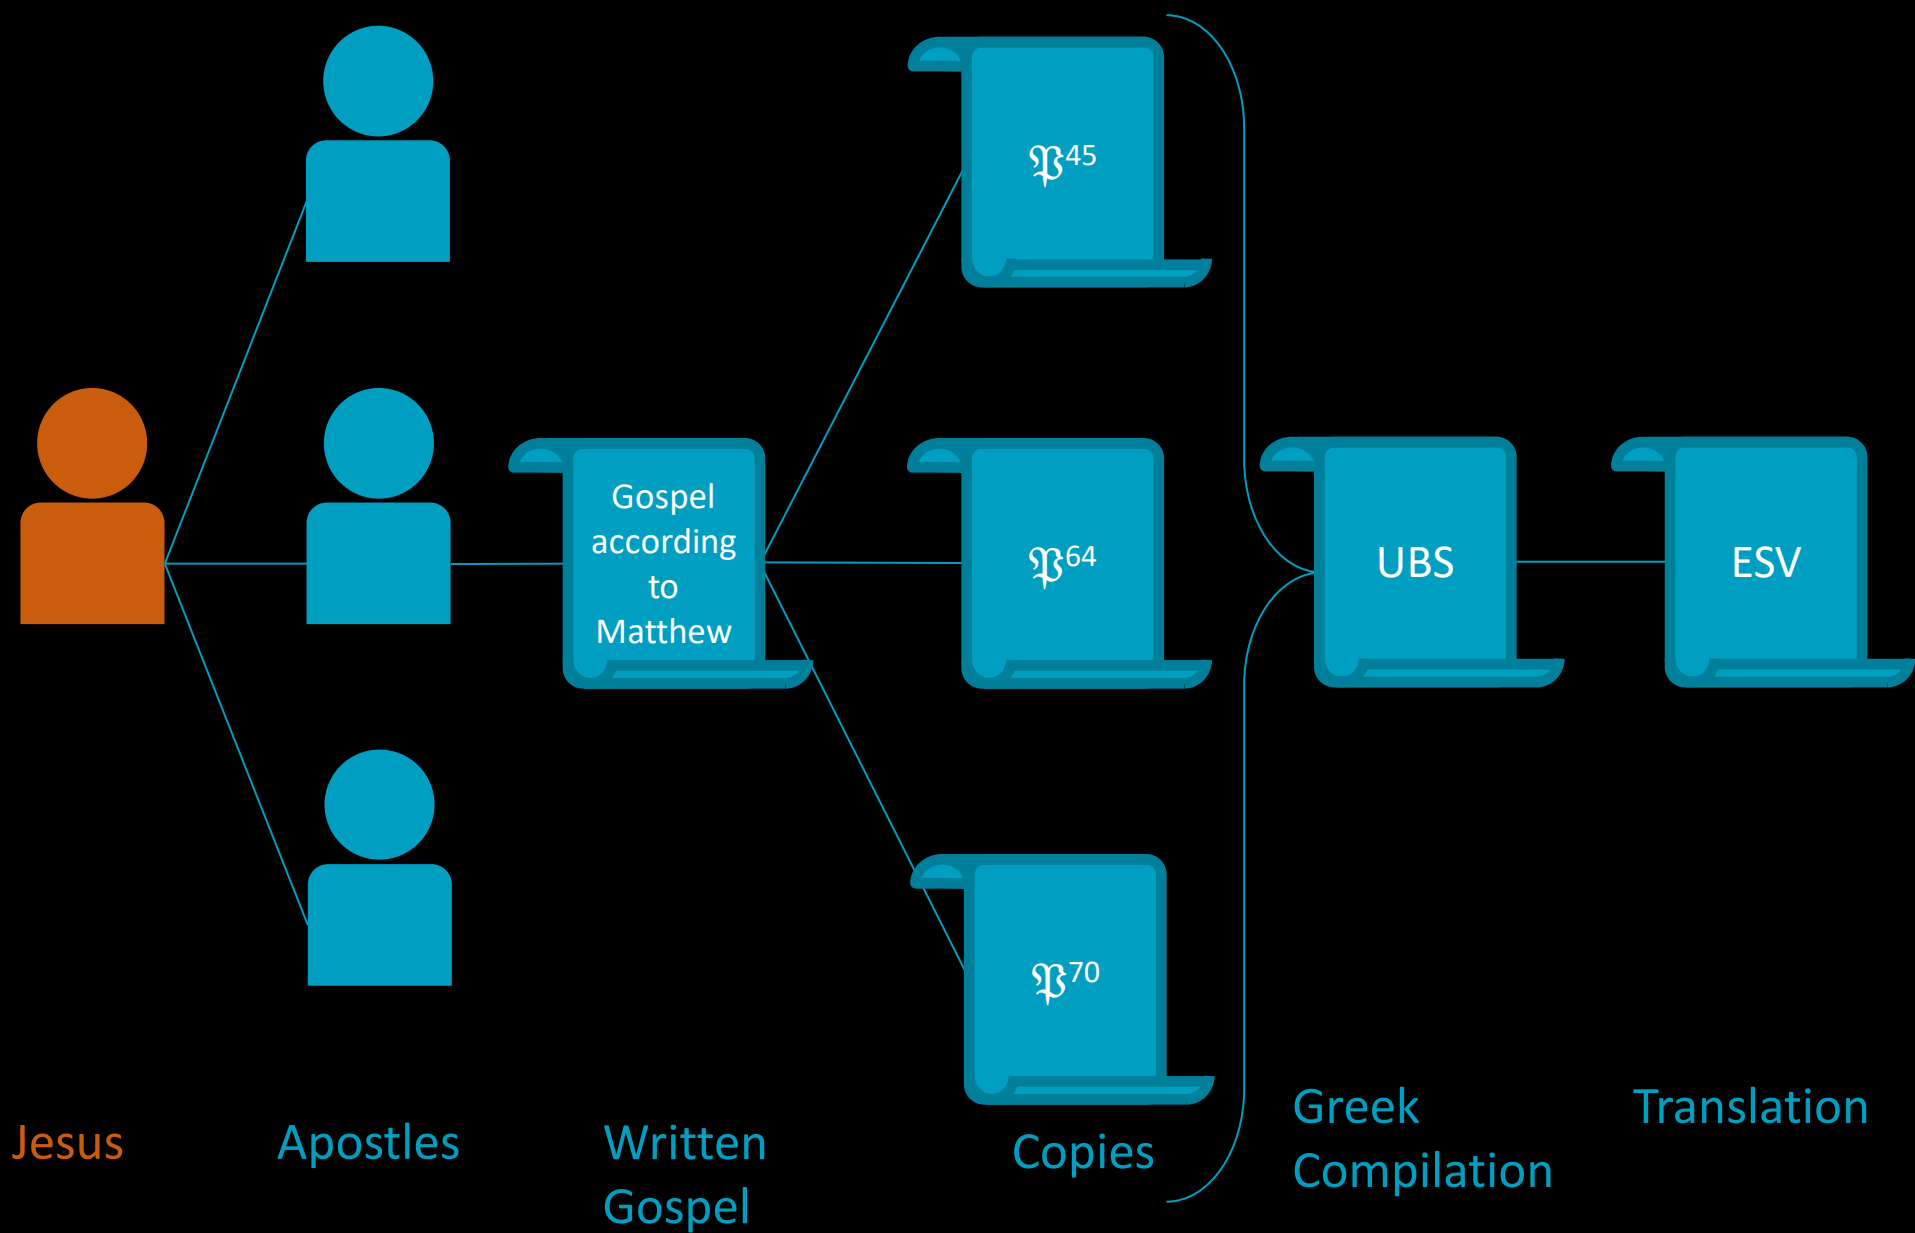 𝔓⁴⁵
Gospel
according
to
Matthew
𝔓⁶⁴
UBS
ESV
𝔓⁷⁰
Jesus
Apostles
Written
Gospel
Copies
Greek
Compilation
Translation